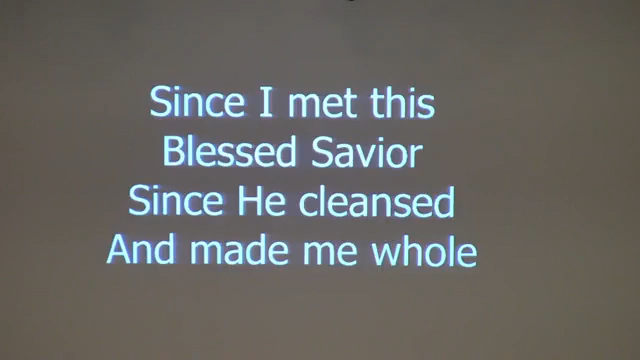 Since I met this
Blessed Savior
Since He cleansed
And made me whole